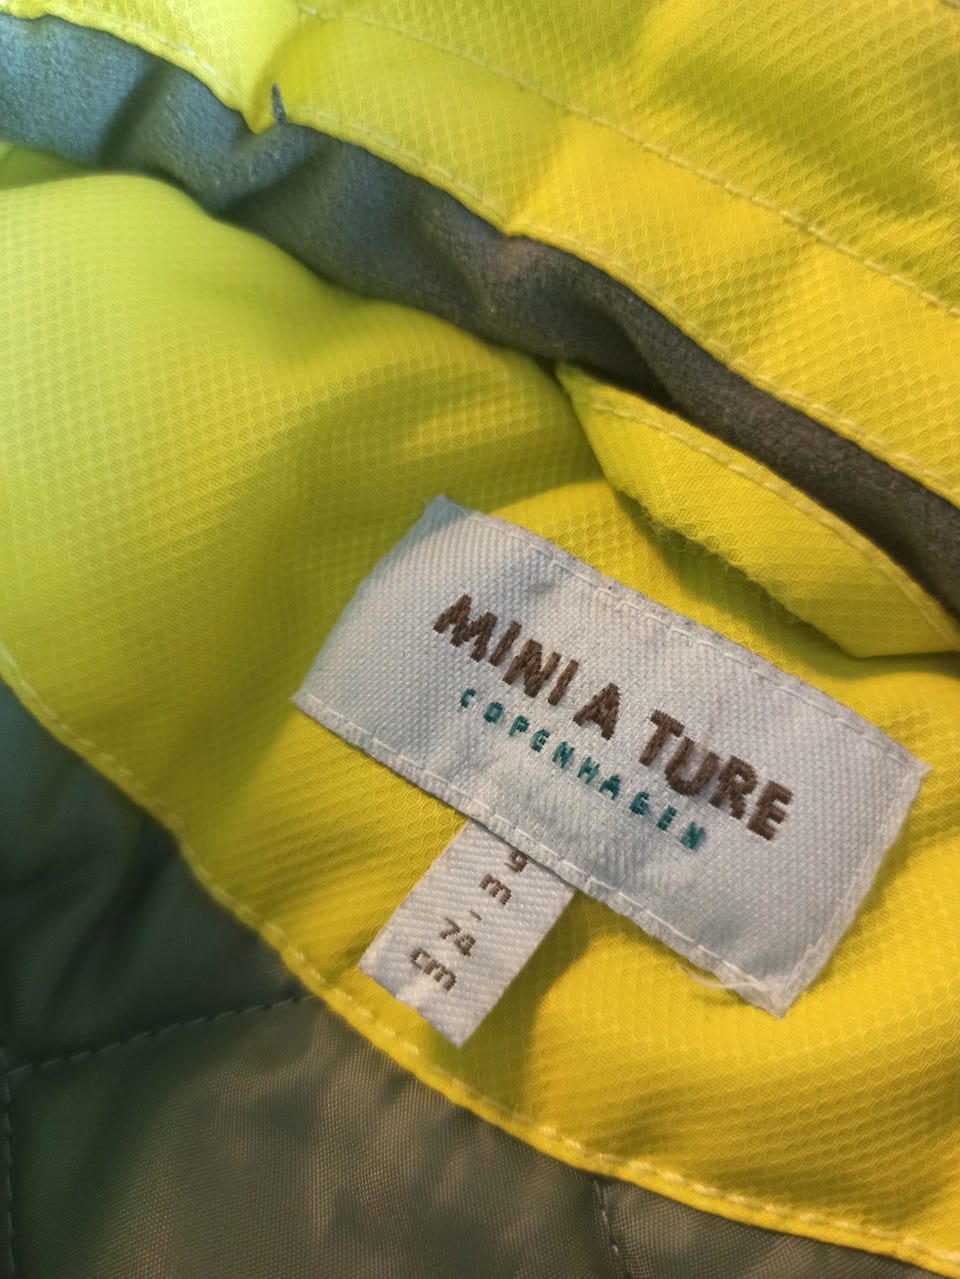 MINI A TURE
COPENHAGEN
9
m
-
74
cm